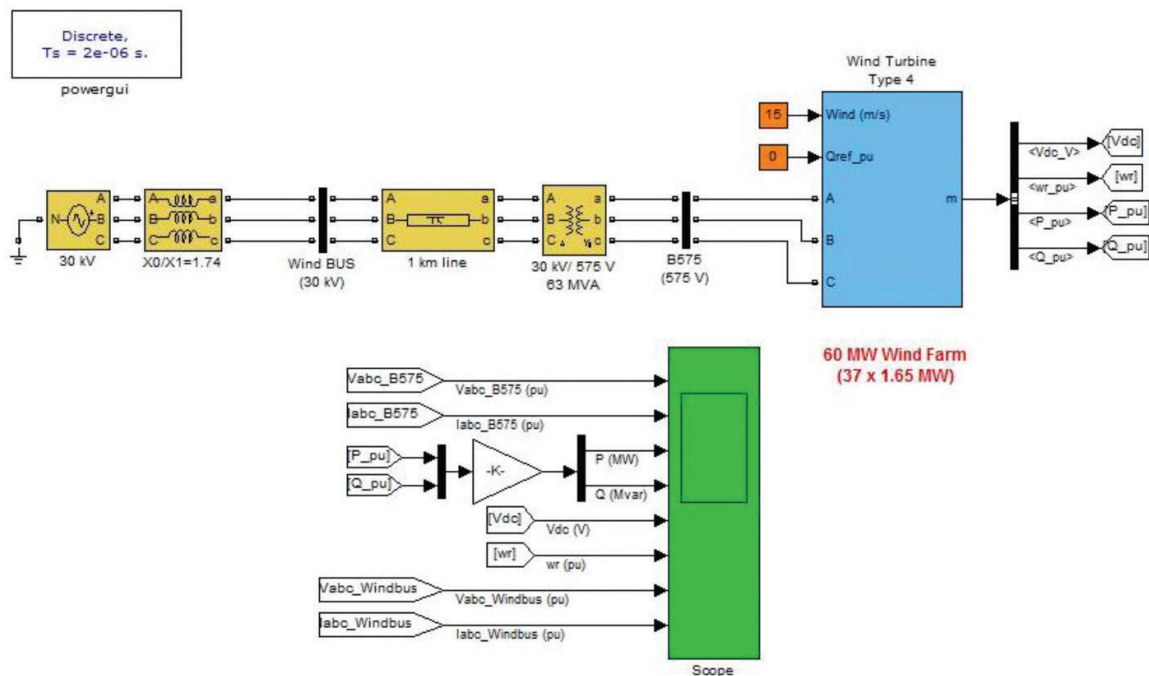 Discrete,
Ts = 2e-06 s.
powergui
Wind Turbine
Type 4
15
Wind (m/s)
0
Qref_pu
A
B
C
m
<Vdc_V>
[Vdc]
<wr_pu>
[wr]
<P_pu>
[P_pu]
<Q_pu>
[Q_pu]
N
A
B
C
30 kV
A
B
C
a
b
c
X0/X1=1.74
Wind BUS
(30 kV)
A
B
C
a
b
c
1 km line
A
B
C
a
b
c
30 kV/ 575 V
63 MVA
B575
(575 V)
60 MW Wind Farm
(37 x 1.65 MW)
Vabc_B575
Vabc_B575 (pu)
Iabc_B575
Iabc_B575 (pu)
[P_pu]
[Q_pu]
-K-
P (MW)
Q (Mvar)
[Vdc]
Vdc (V)
[wr]
wr (pu)
Vabc_Windbus
Vabc_Windbus (pu)
Iabc_Windbus
Iabc_Windbus (pu)
Scope